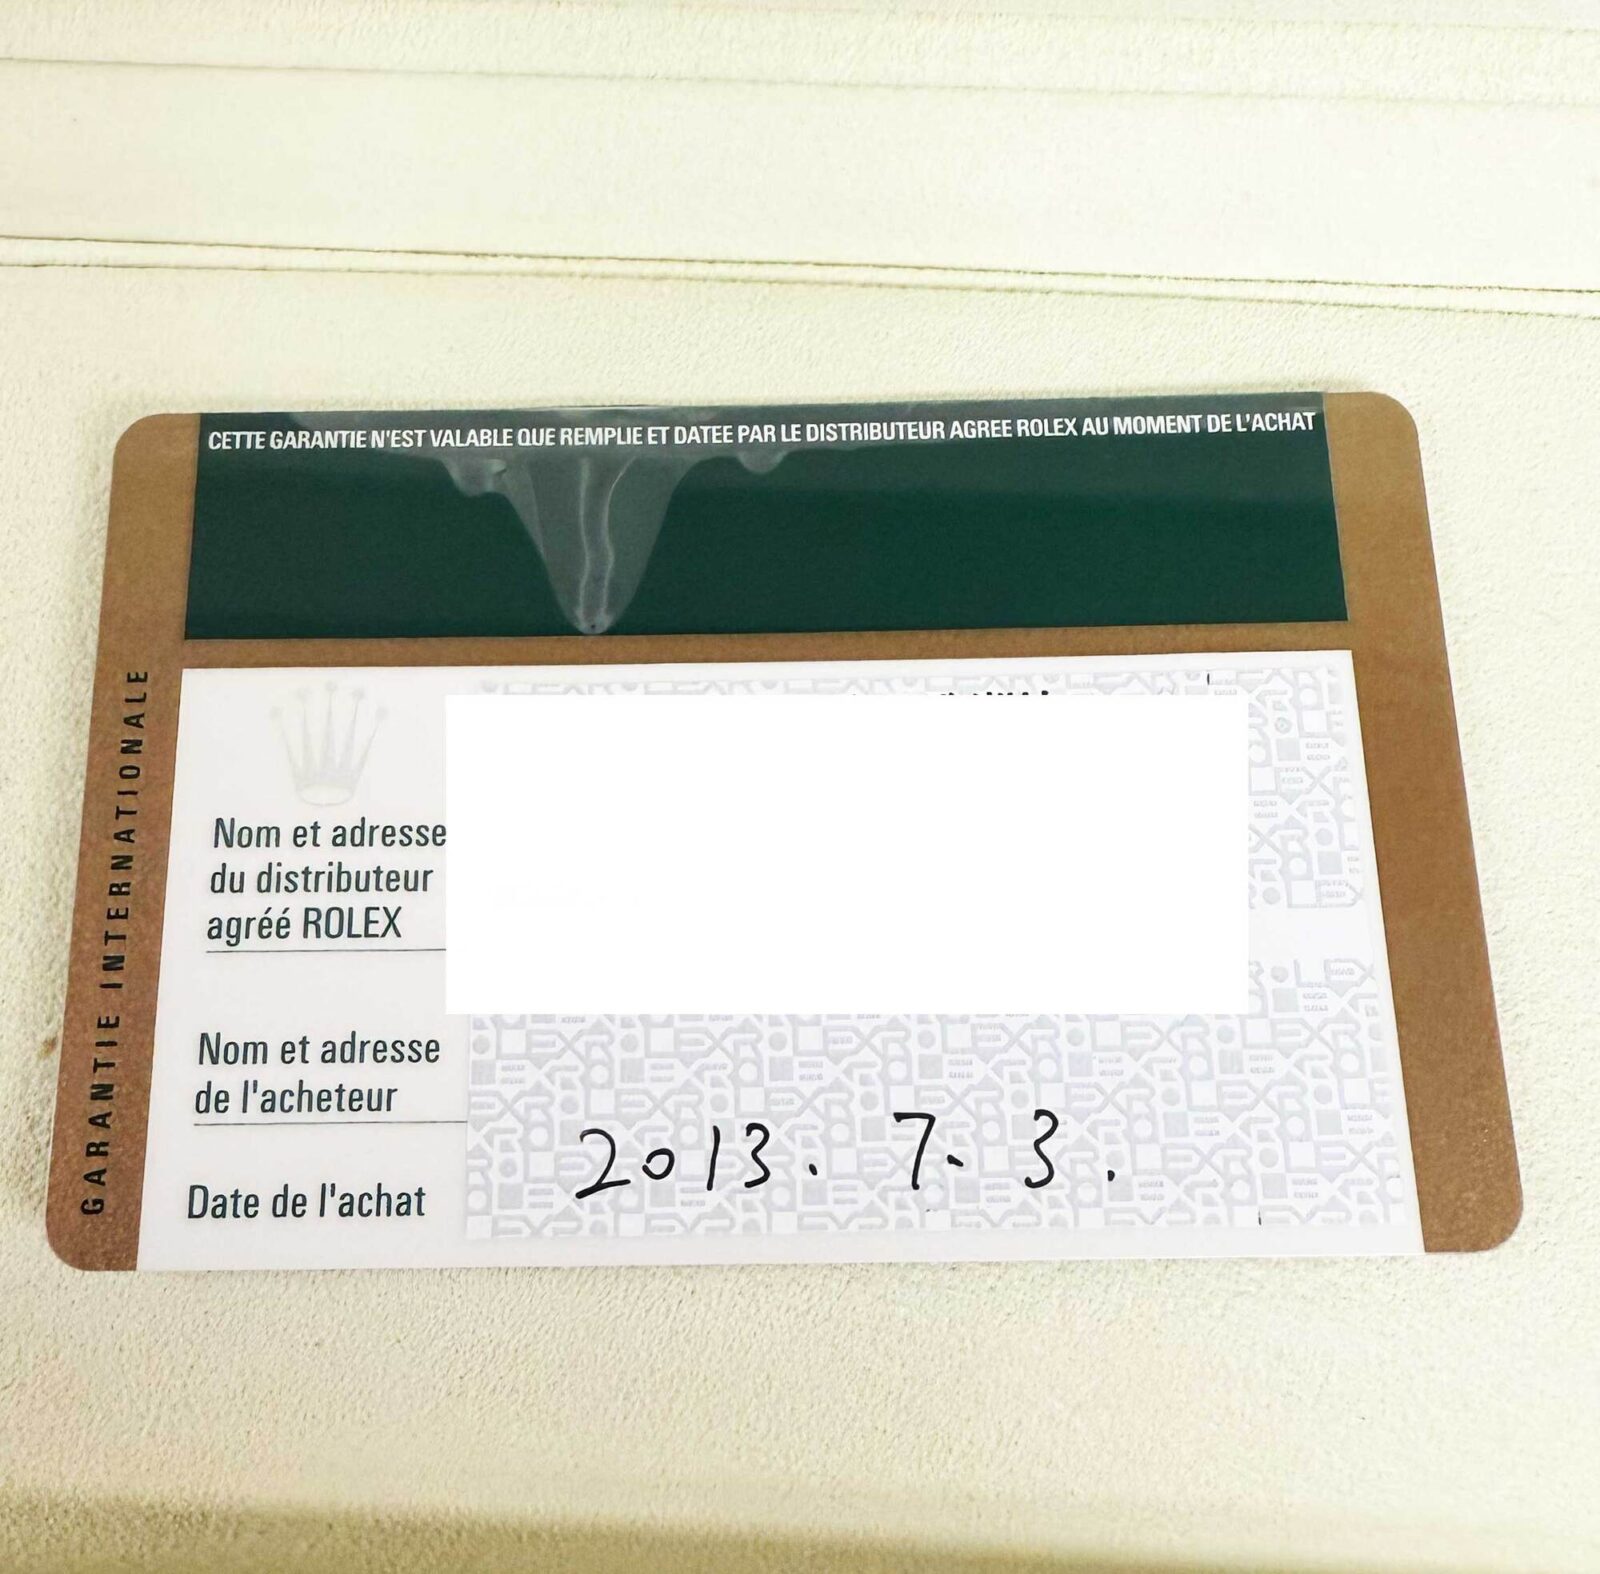 CETTE GARANTIE N'EST VALABLE QUE REMPLIE ET DATEE PAR LE DISTRIBUTEUR AGREE ROLEX AU MOMENT DE L'ACHAT
GARANTIE INTERNATIONALE
Nom et adresse
du distributeur
agréé ROLEX
Nom et adresse
de l'acheteur
Date de l'achat
2013. 7. 3.